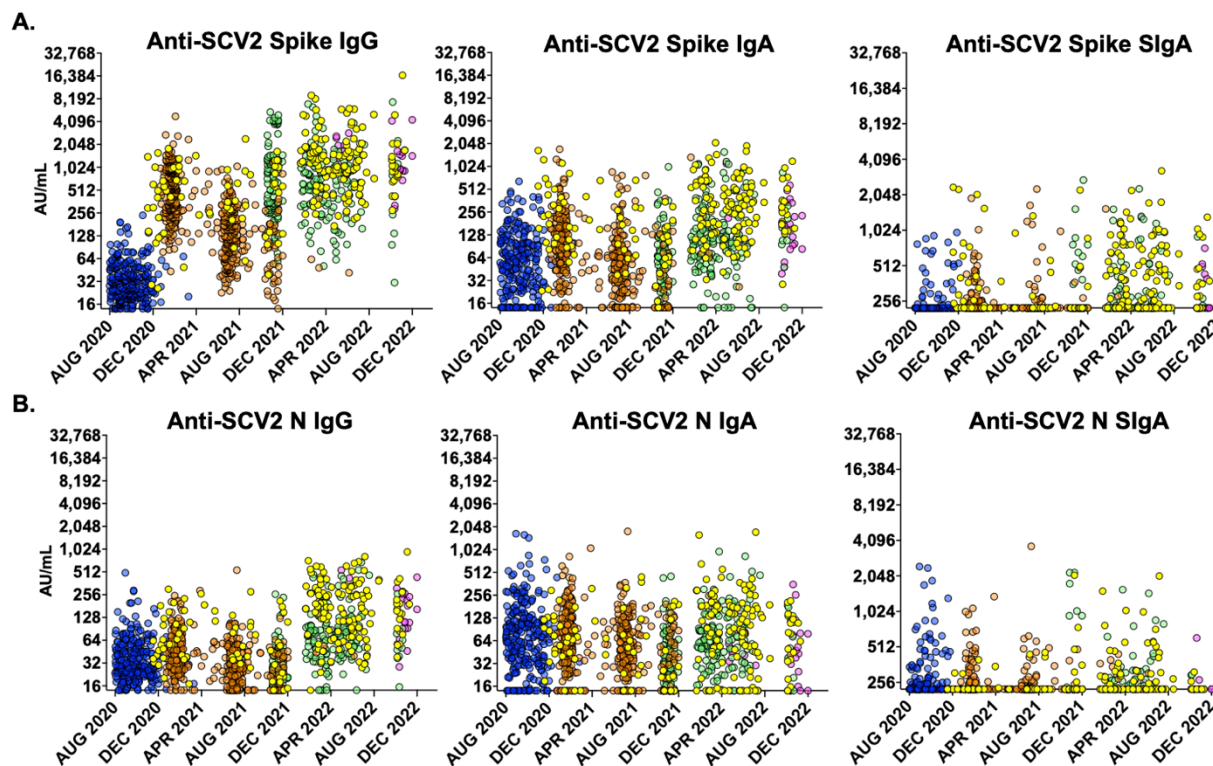 A.
Anti-SCV2 Spike IgG
Anti-SCV2 Spike IgA
Anti-SCV2 Spike SIgA
AU/mL
32,768
16,384
8,192
4,096
2,048
1,024
512
256
128
64
32
16
AUG 2020
DEC 2020
APR 2021
AUG 2021
DEC 2021
APR 2022
AUG 2022
DEC 2022
32,768
16,384
8,192
4,096
2,048
1,024
512
256
128
64
32
16
AUG 2020
DEC 2020
APR 2021
AUG 2021
DEC 2021
APR 2022
AUG 2022
DEC 2022
32,768
16,384
8,192
4,096
2,048
1,024
512
256
AUG 2020
DEC 2020
APR 2021
AUG 2021
DEC 2021
APR 2022
AUG 2022
B.
Anti-SCV2 N IgG
Anti-SCV2 N IgA
Anti-SCV2 N SIgA
AU/mL
32,768
16,384
8,192
4,096
2,048
1,024
512
256
128
64
32
16
AUG 2020
DEC 2020
APR 2021
AUG 2021
DEC 2021
APR 2022
AUG 2022
DEC 2022
32,768
16,384
8,192
4,096
2,048
1,024
512
256
128
64
32
16
AUG 2020
DEC 2020
APR 2021
AUG 2021
DEC 2021
APR 2022
AUG 2022
DEC 2022
32,768
16,384
8,192
4,096
2,048
1,024
512
256
AUG 2020
DEC 2020
APR 2021
AUG 2021
DEC 2021
APR 2022
AUG 2022
DEC 2022